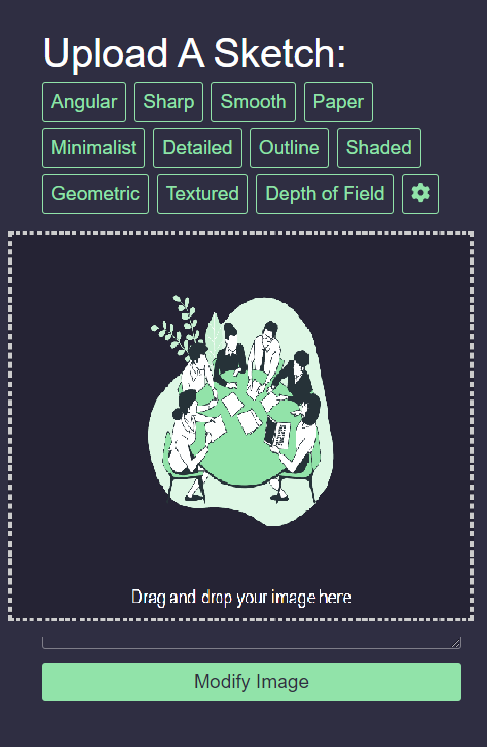 Upload A Sketch:
Angular Sharp Smooth Paper
Minimalist Detailed Outline Shaded
Geometric Textured Depth of Field
Drag and drop your image here
Modify Image